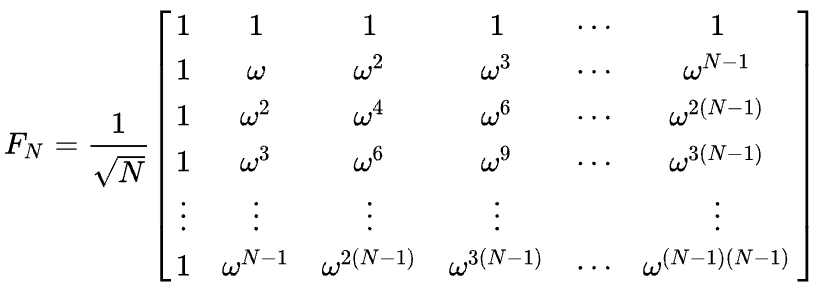 F_N = \frac{1}{\sqrt{N}} \begin{bmatrix} 1 & 1 & 1 & 1 & \cdots & 1 \\
1 & \omega & \omega^2 & \omega^3 & \cdots & \omega^{N-1} \\
1 & \omega^2 & \omega^4 & \omega^6 & \cdots & \omega^{2(N-1)} \\
1 & \omega^3 & \omega^6 & \omega^9 & \cdots & \omega^{3(N-1)} \\
\vdots & \vdots & \vdots & \vdots & & \vdots \\
1 & \omega^{N-1} & \omega^{2(N-1)} & \omega^{3(N-1)} & \cdots & \omega^{(N-1)(N-1)} \end{bmatrix}